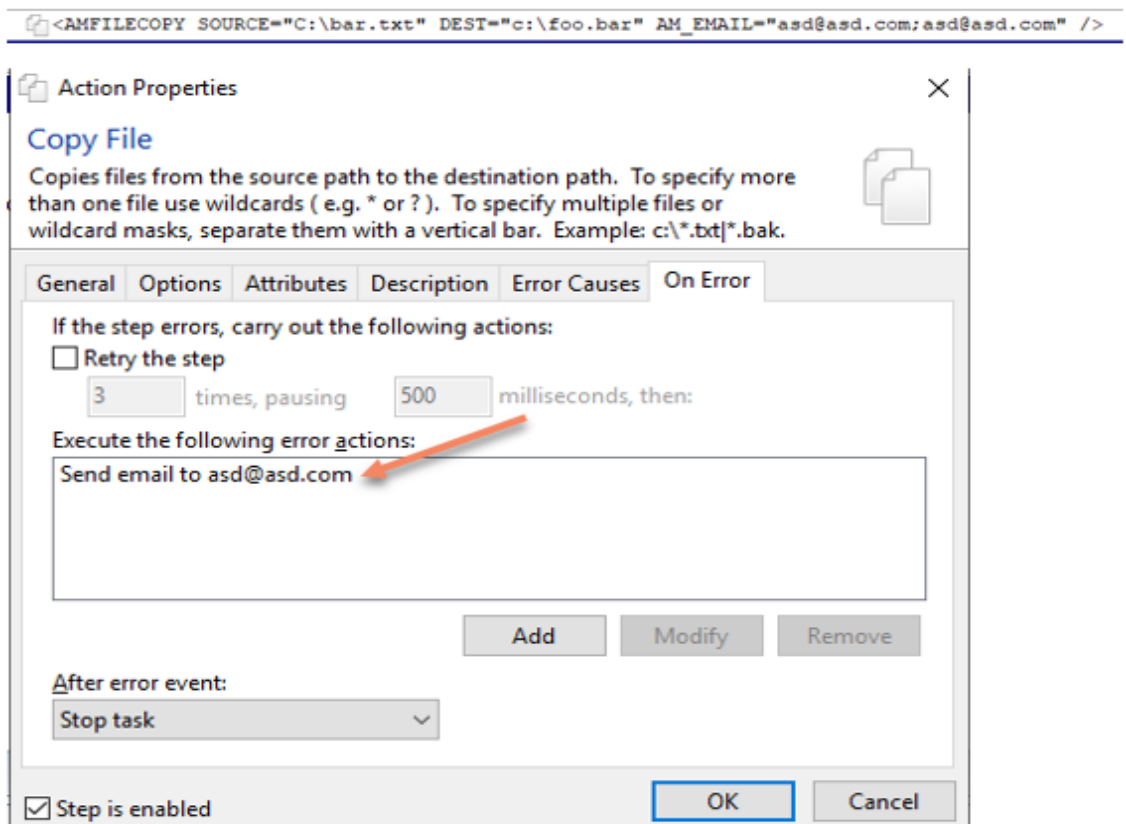 <AMFILECOPY SOURCE="C:\bar.txt" DEST="c:\foo.bar" AM_EMAIL="asd@asd.com;asd@asd.com" />
Action Properties
Copy File
Copies files from the source path to the destination path.  To specify more
than one file use wildcards ( e.g. * or ? ).  To specify multiple files or
wildcard masks, separate them with a vertical bar.  Example: c:\*.txt|*.bak.
General Options Attributes Description Error Causes On Error
If the step errors, carry out the following actions:
Retry the step
3 times, pausing 500 milliseconds, then:
Execute the following error actions:
Send email to asd@asd.com
Add Modify Remove
After error event:
Stop task
Step is enabled OK Cancel